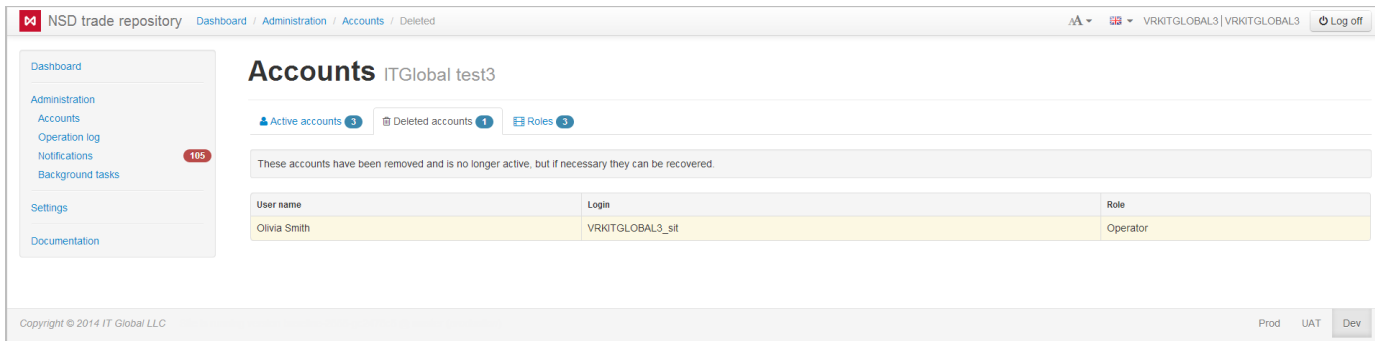 NSD trade repository Dashboard / Administration / Accounts / Deleted AA VRKITGLOBAL3 | VRKITGLOBAL3 Log off
Dashboard
Administration
Accounts
Operation log
Notifications 105
Background tasks
Settings
Documentation
Accounts ITGlobal test3
Active accounts 3 Deleted accounts 1 Roles 3
These accounts have been removed and is no longer active, but if necessary they can be recovered.
User name Login Role
Olivia Smith VRKITGLOBAL3_sit Operator
Copyright © 2014 IT Global LLC Prod UAT Dev